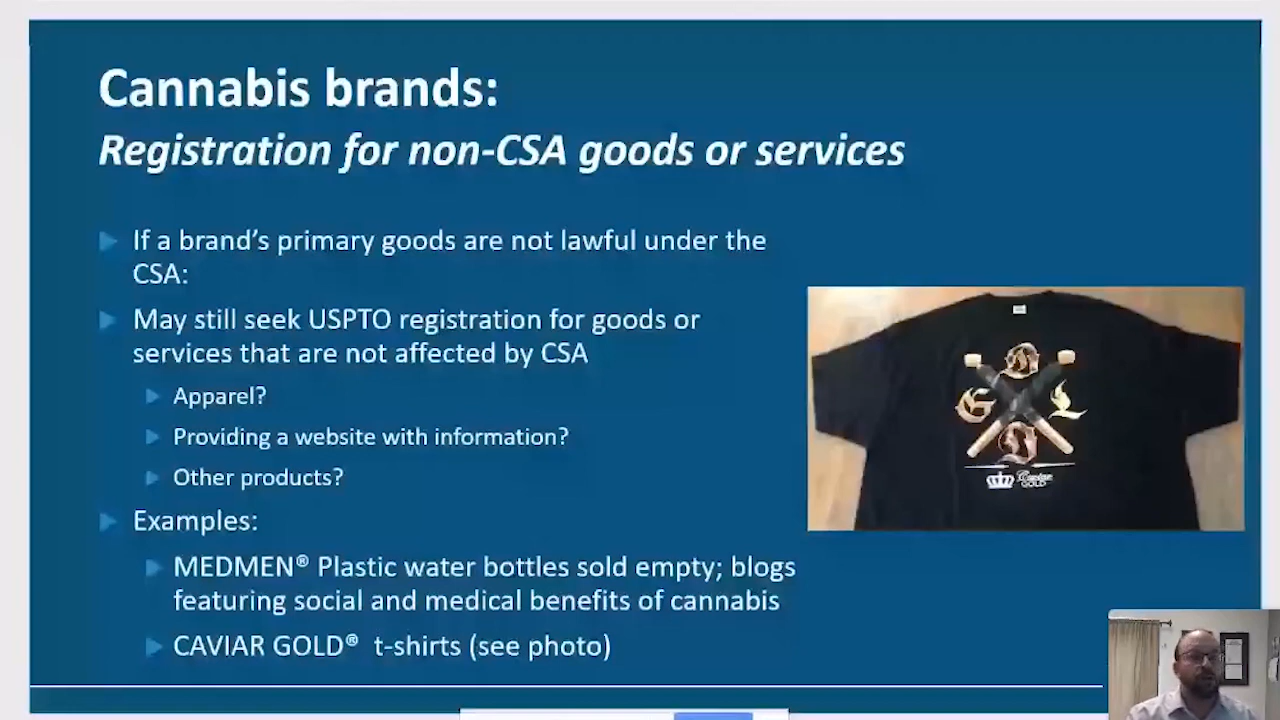 Cannabis brands:
Registration for non-CSA goods or services
If a brand's primary goods are not lawful under the
CSA:
May still seek USPTO registration for goods or
services that are not affected by CSA
Apparel?
Providing a website with information?
Other products?
Examples:
MEDMEN® Plastic water bottles sold empty; blogs
featuring social and medical benefits of cannabis
CAVIAR GOLD® t-shirts (see photo)
O
G L
D
Caviar
GOLD